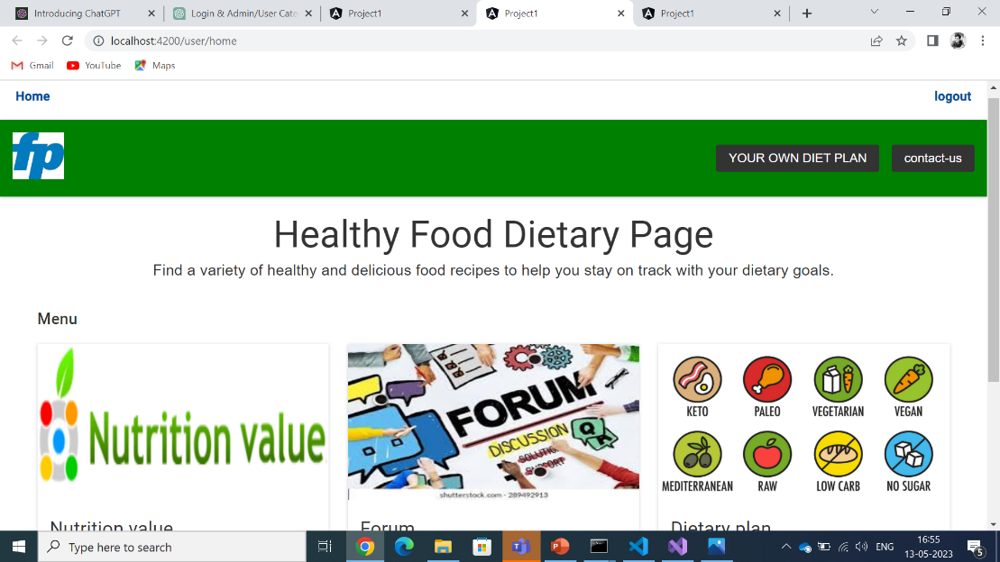 Introducing ChatGPT
Login & Admin/User Cate
Project1
Project1
Project1
localhost:4200/user/home
Gmail
YouTube
Maps
Home
logout
fp
YOUR OWN DIET PLAN
contact-us
Healthy Food Dietary Page
Find a variety of healthy and delicious food recipes to help you stay on track with your dietary goals.
Menu
Nutrition value
FORUM
DISCUSSION
SOLUTIC
SUPPORT
Q
shutterstock.com - 289492913
KETO
PALEO
VEGETARIAN
VEGAN
MEDITERRANEAN
RAW
LOW CARB
NO SUGAR
Nutrition value
Forum
Dietary plan
Type here to search
ENG
16:55
13-05-2023
5